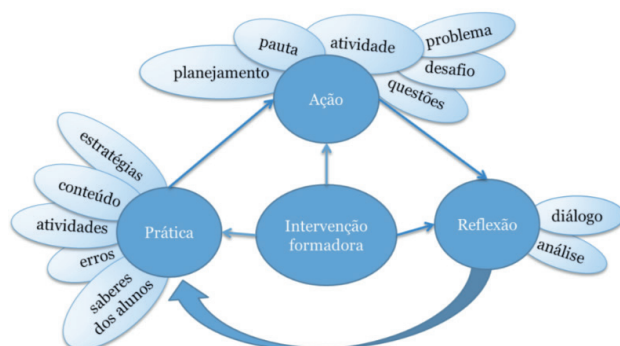 problema
atividade
pauta
desafio
planejamento
questões
Ação
estratégias
conteúdo
atividades
erros
saberes
dos alunos
Prática
Intervenção
formadora
Reflexão
diálogo
análise